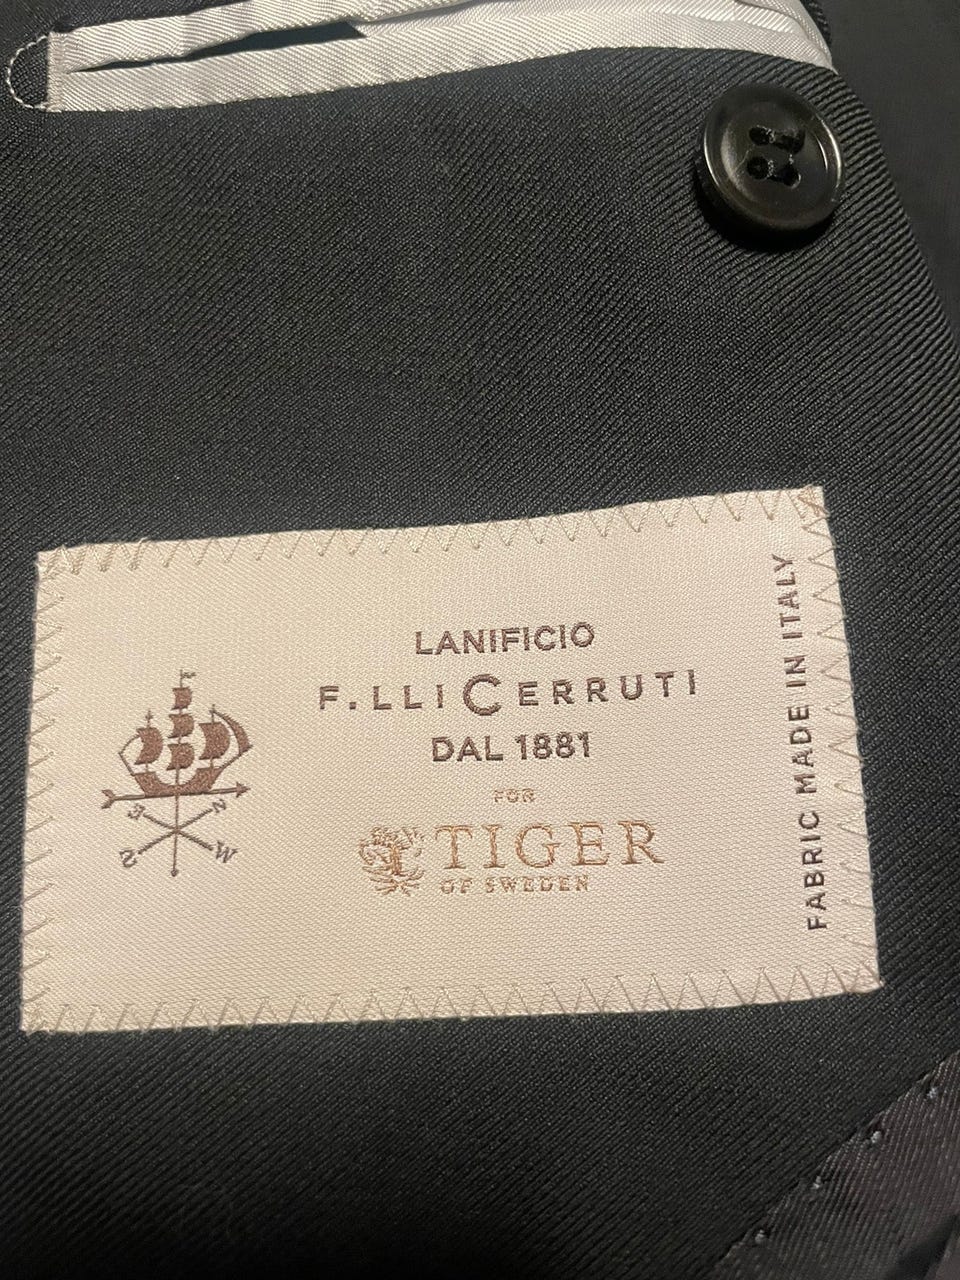 LANIFICIO
F.LLI CERRUTI
DAL 1881
FOR
TIGER
OF SWEDEN
FABRIC MADE IN ITALY
E N
S W